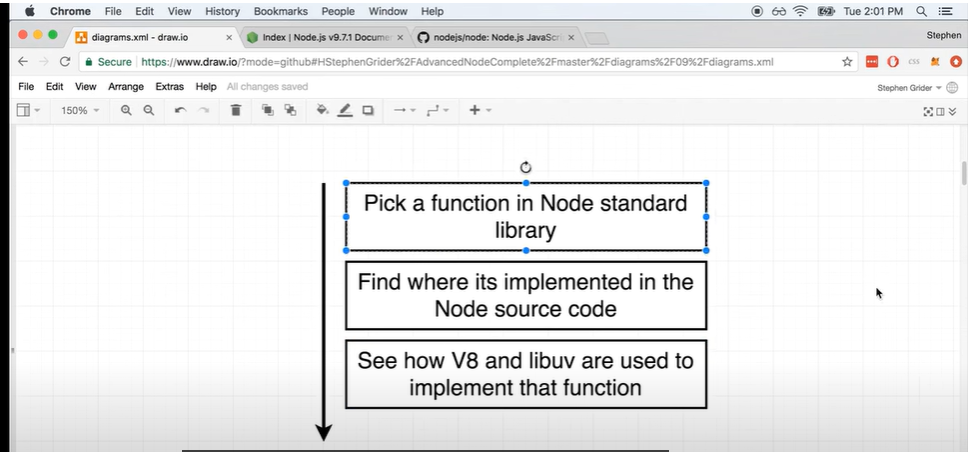 Chrome File Edit View History Bookmarks People Window Help Tue 2:01 PM
diagrams.xml - draw.io × Index | Node.js v9.7.1 Docume × nodejs/node: Node.js JavaScri × Stephen
Secure https://www.draw.io/?mode=github#HStephenGrider%2FAdvancedNodeComplete%2Fmaster%2Fdiagrams%2F09%2Fdiagrams.xml css
File Edit View Arrange Extras Help All changes saved Stephen Grider
150%
Pick a function in Node standard
library
Find where its implemented in the
Node source code
See how V8 and libuv are used to
implement that function